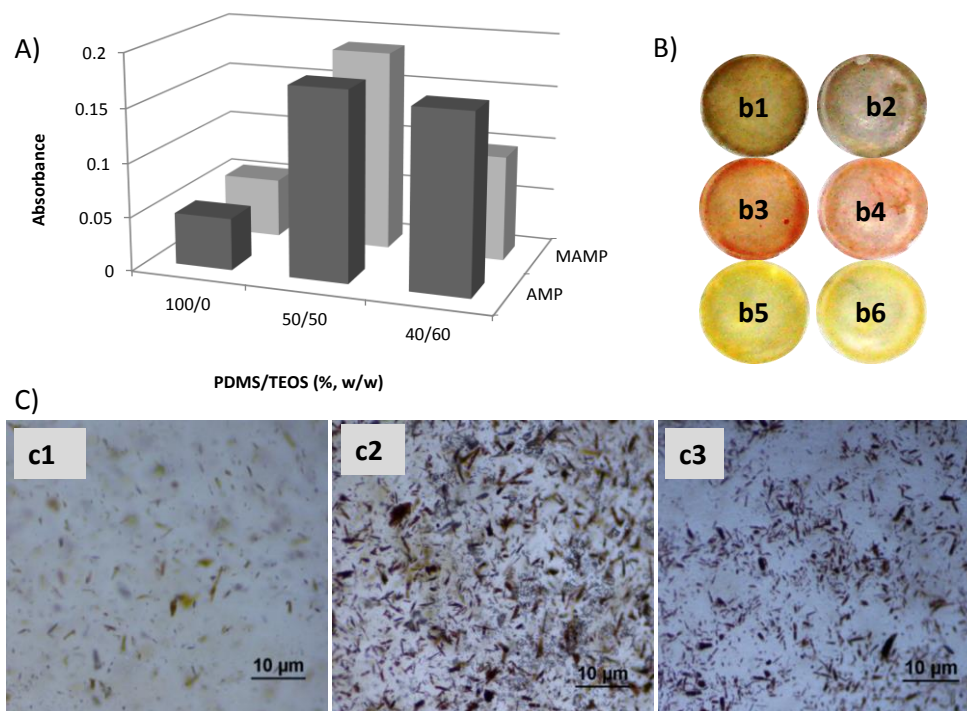 A)
0.2
0.15
0.1
0.05
0
Absorbance
100/0
50/50
40/60
AMP
MAMP
PDMS/TEOS (%, w/w)
B)
b1
b2
b3
b4
b5
b6
C)
c1
10 µm
c2
10 µm
c3
10 µm